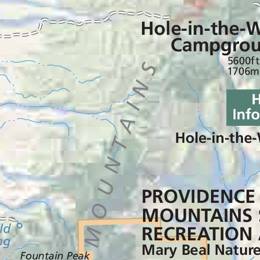 Hole-in-the-W
Campgrou
5600ft
1706m
H
Info
Hole-in-the-W
MOUNTAINS
PROVIDENCE
MOUNTAINS S
RECREATION A
Mary Beal Nature
ld
ng
Fountain Peak